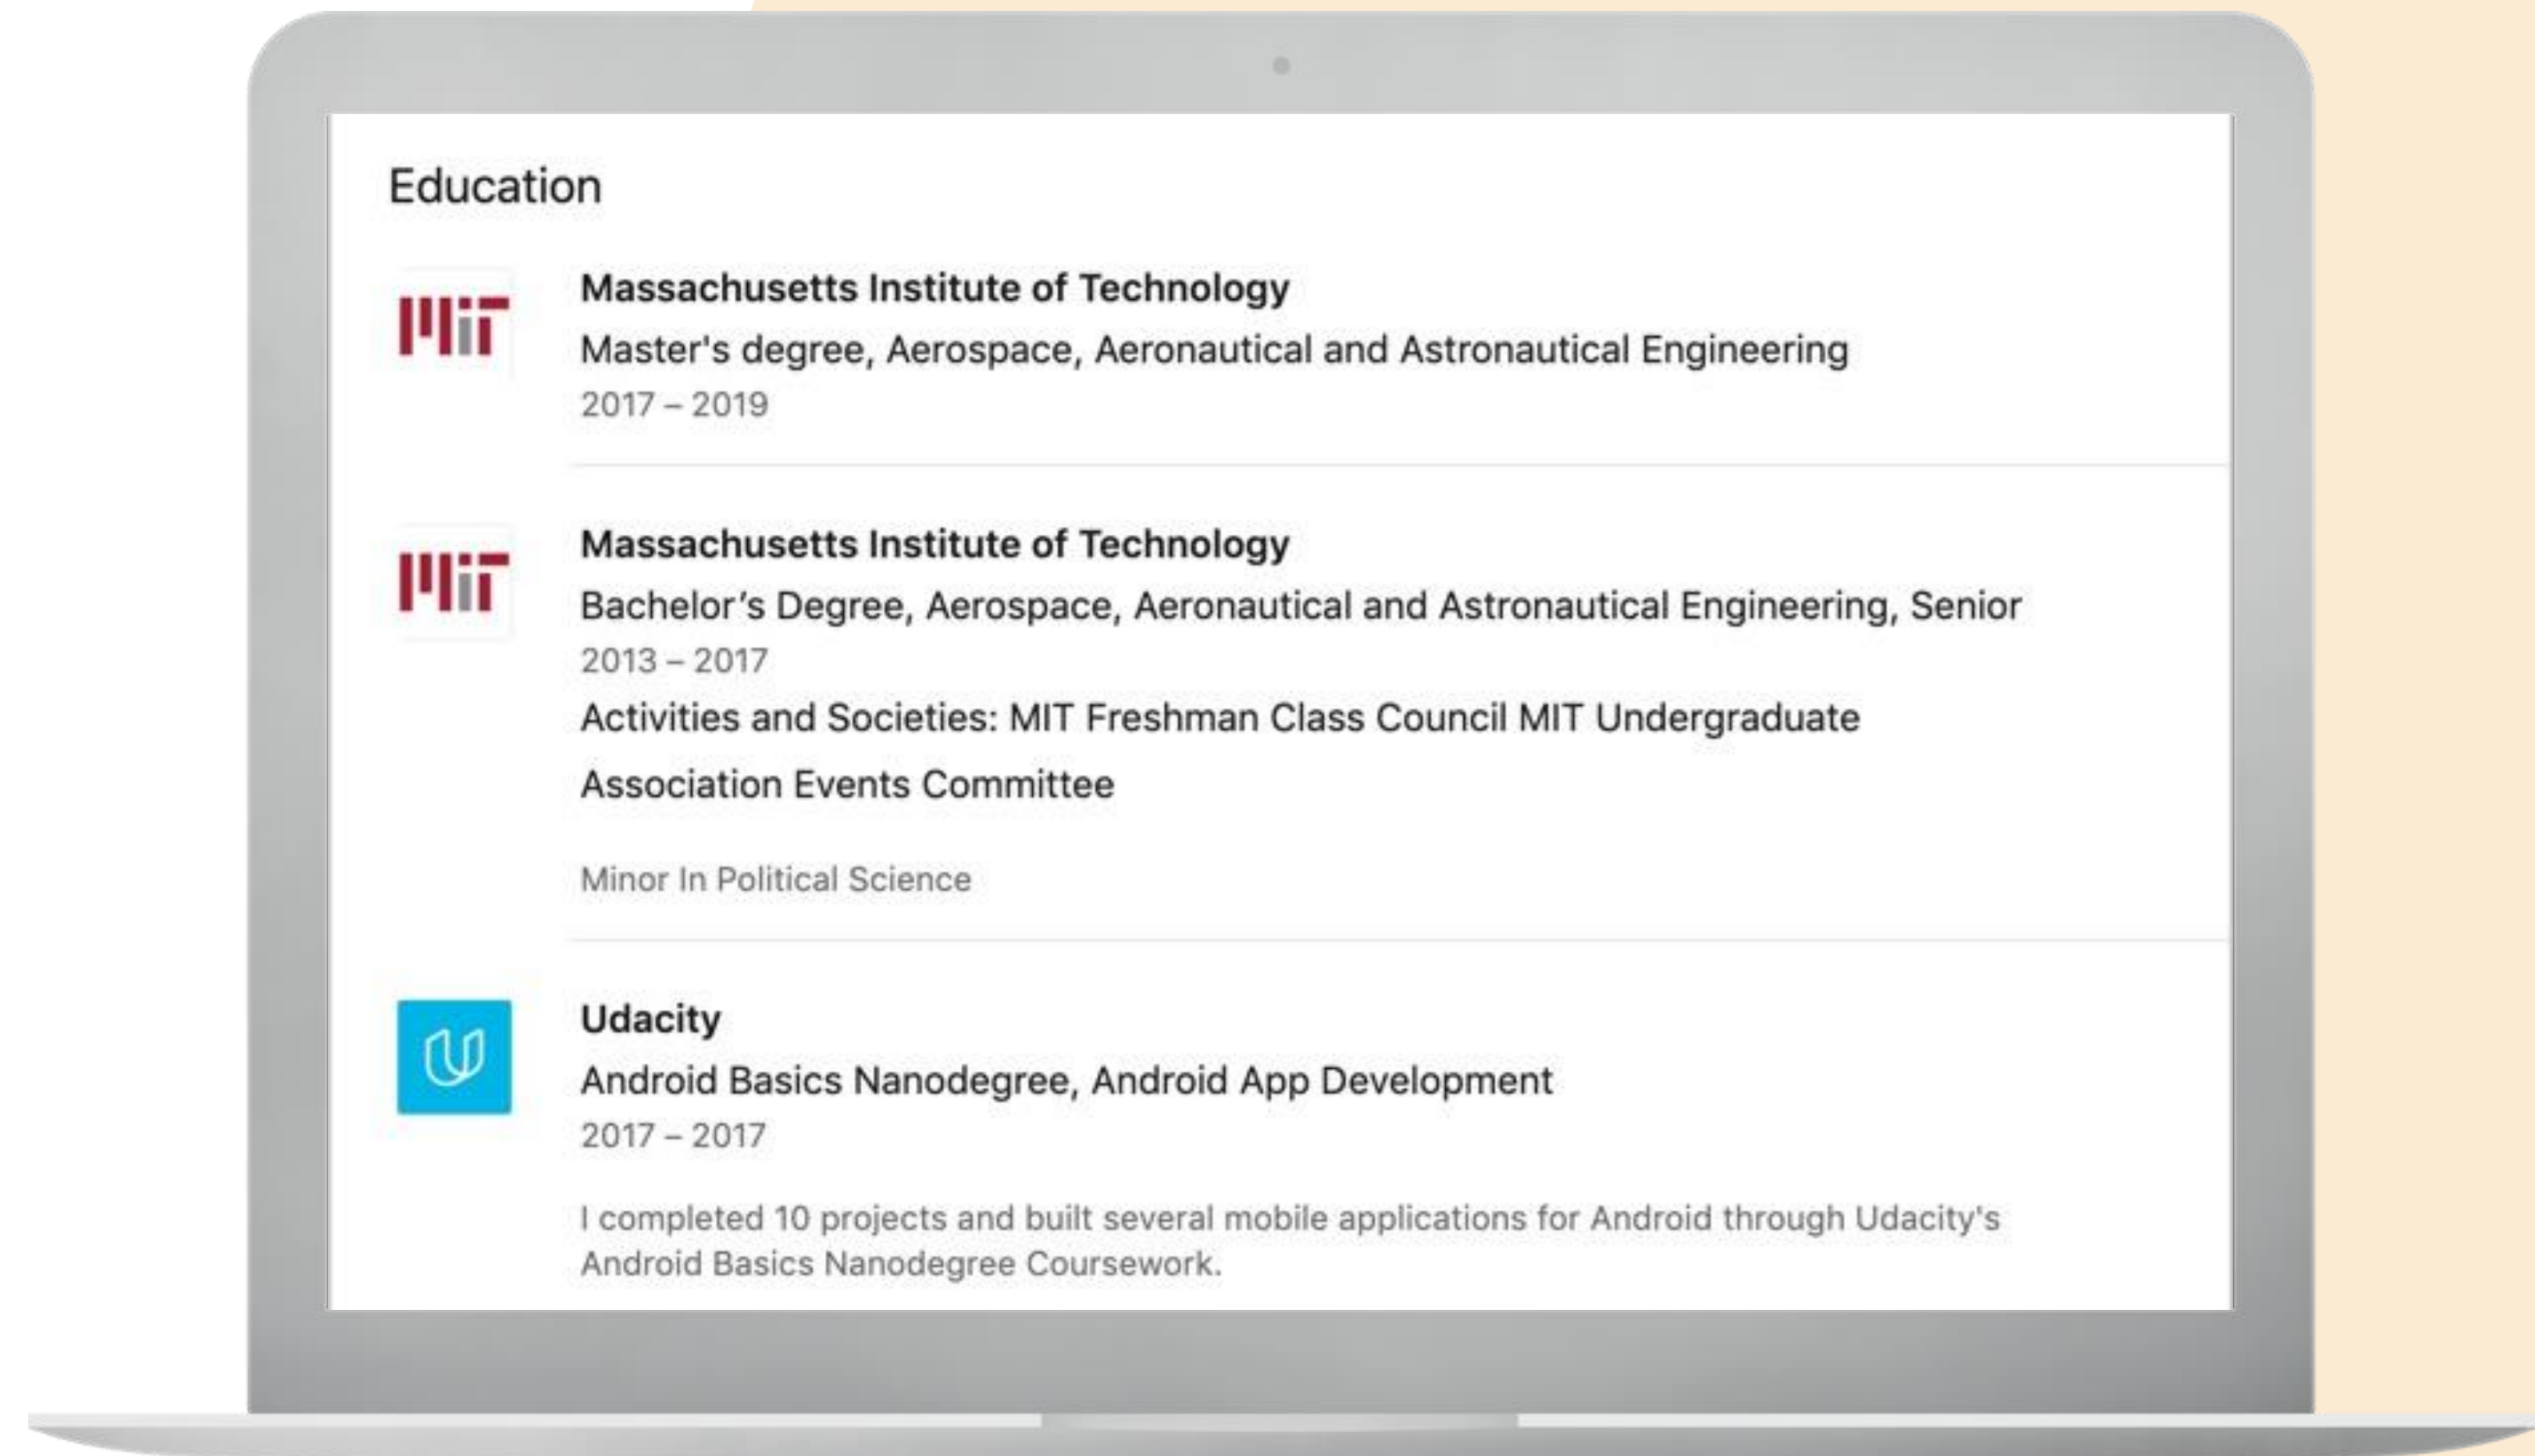 Education
MiT
Massachusetts Institute of Technology
Master's degree, Aerospace, Aeronautical and Astronautical Engineering
2017 – 2019
MiT
Massachusetts Institute of Technology
Bachelor’s Degree, Aerospace, Aeronautical and Astronautical Engineering, Senior
2013 – 2017
Activities and Societies: MIT Freshman Class Council MIT Undergraduate
Association Events Committee
Minor In Political Science
Udacity
Android Basics Nanodegree, Android App Development
2017 – 2017
I completed 10 projects and built several mobile applications for Android through Udacity's
Android Basics Nanodegree Coursework.